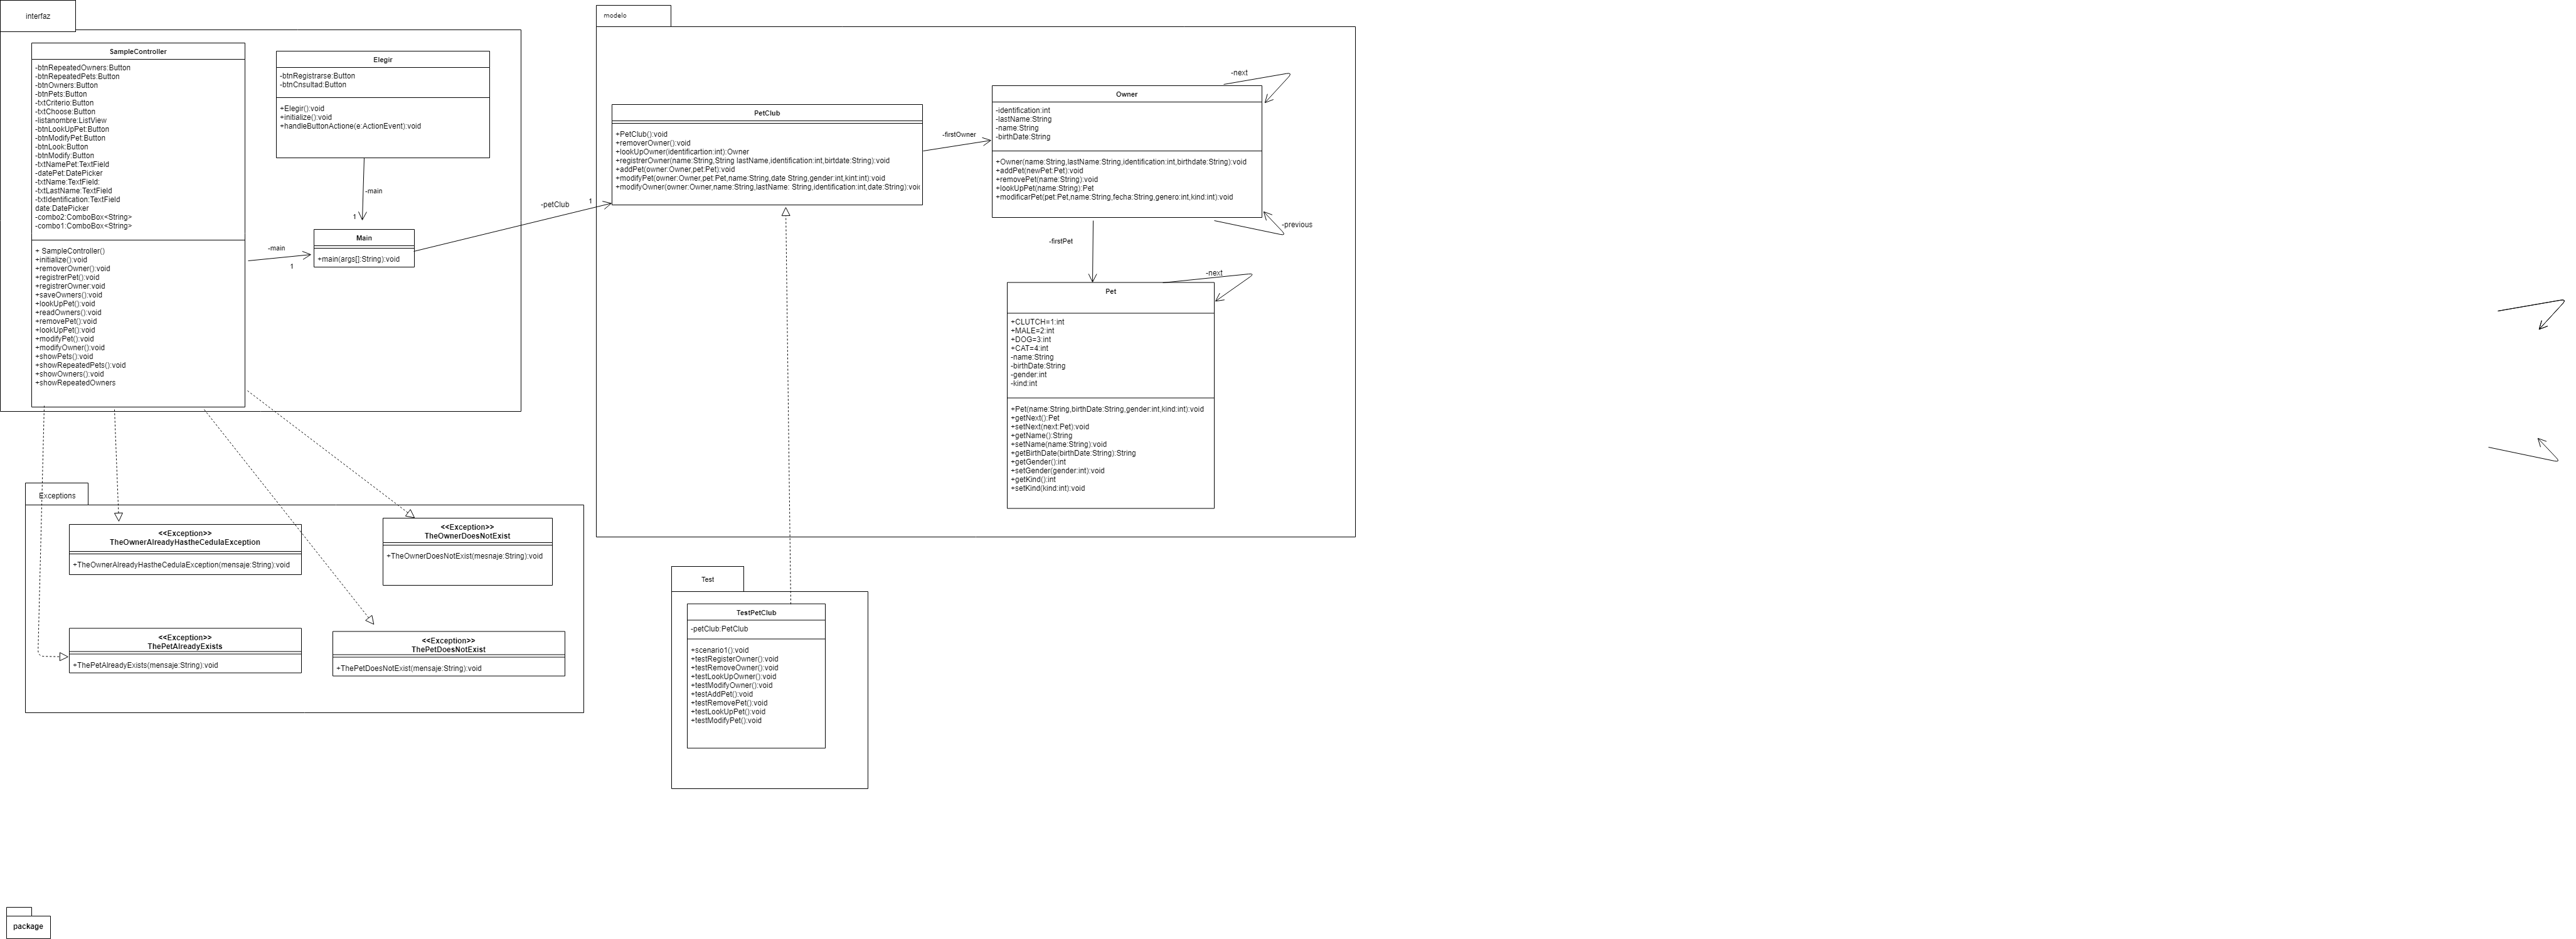 interfaz
SampleController
-btnRepeatedOwners:Button
-btnRepeatedPets:Button
-btnOwners:Button
-btnPets:Button
-txtCriterio:Button
-txtChoose:Button
-listanombre:ListView
-btnLookUpPet:Button
-btnModifyPet:Button
-btnLook:Button
-btnModify:Button
-txtNamePet:TextField
-datePet:DatePicker
-txtName:TextField:
-txtLastName:TextField
-txtIdentification:TextField
date:DatePicker
-combo2:ComboBox<String>
-combo1:ComboBox<String>
+ SampleController()
+initialize():void
+removerOwner():void
+registrerPet():void
+registrerOwner:void
+saveOwners():void
+lookUpPet():void
+readOwners():void
+removePet():void
+lookUpPet():void
+modifyPet():void
+modifyOwner():void
+showPets():void
+showRepeatedPets():void
+showOwners():void
+showRepeatedOwners
Elegir
-btnRegistrarse:Button
-btnCnsultad:Button
+Elegir():void
+initialize():void
+handleButtonActione(e:ActionEvent):void
-main
1
-main
1
Main
+main(args[]:String):void
-petClub
1
modelo
PetClub
+PetClub():void
+removerOwner():void
+lookUpOwner(identificartion:int):Owner
+registrerOwner(name:String,String lastName,identification:int,birtdate:String):void
+addPet(owner:Owner,pet:Pet):void
+modifyPet(owner:Owner,pet:Pet,name:String,date String,gender:int,kint:int):void
+modifyOwner(owner:Owner,name:String,lastName: String,identification:int,date:String):void
-firstOwner
-next
Owner
-identification:int
-lastName:String
-name:String
-birthDate:String
+Owner(name:String,lastName:String,identification:int,birthdate:String):void
+addPet(newPet:Pet):void
+removePet(name:String):void
+lookUpPet(name:String):Pet
+modificarPet(pet:Pet,name:String,fecha:String,genero:int,kind:int):void
-previous
-firstPet
-next
Pet
+CLUTCH=1:int
+MALE=2:int
+DOG=3:int
+CAT=4:int
-name:String
-birthDate:String
-gender:int
-kind:int
+Pet(name:String,birthDate:String,gender:int,kind:int):void
+getNext():Pet
+setNext(next:Pet):void
+getName():String
+setName(name:String):void
+getBirthDate(birthDate:String):String
+getGender():int
+setGender(gender:int):void
+getKind():int
+setKind(kind:int):void
Exceptions
<<Exception>>
TheOwnerAlreadyHastheCedulaException
+TheOwnerAlreadyHastheCedulaException(mensaje:String):void
<<Exception>>
TheOwnerDoesNotExist
+TheOwnerDoesNotExist(mesnaje:String):void
<<Exception>>
ThePetAlreadyExists
+ThePetAlreadyExists(mensaje:String):void
<<Exception>>
ThePetDoesNotExist
+ThePetDoesNotExist(mensaje:String):void
Test
TestPetClub
-petClub:PetClub
+scenario1():void
+testRegisterOwner():void
+testRemoveOwner():void
+testLookUpOwner():void
+testModifyOwner():void
+testAddPet():void
+testRemovePet():void
+testLookUpPet():void
+testModifyPet():void
package